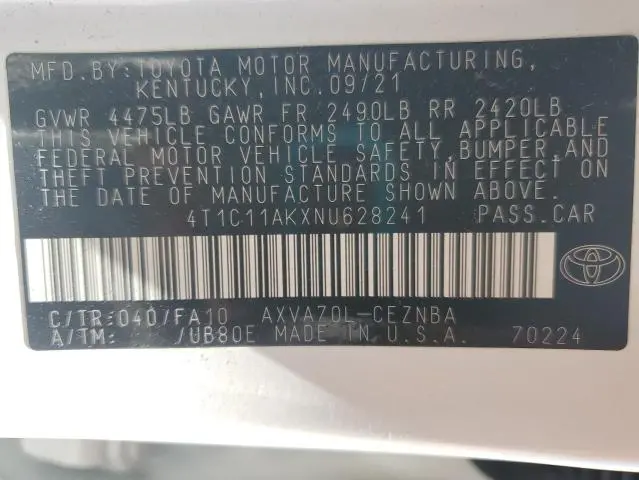 MFD. BY: TOYOTA MOTOR MANUFACTURING,
KENTUCKY, INC. 09/21
GVWR 4475LB GAWR FR 2490LB RR 2420LB
THIS VEHICLE CONFORMS TO ALL APPLICABLE
FEDERAL MOTOR VEHICLE SAFETY, BUMPER, AND
THEFT PREVENTION STANDARDS IN EFFECT ON
THE DATE OF MANUFACTURE SHOWN ABOVE.
4T1C11AKXNU628241 PASS.CAR
C/TR: 040/FA10 AXVA70L-CEZNBA
A/TM: /UB80E MADE IN U.S.A. 70224